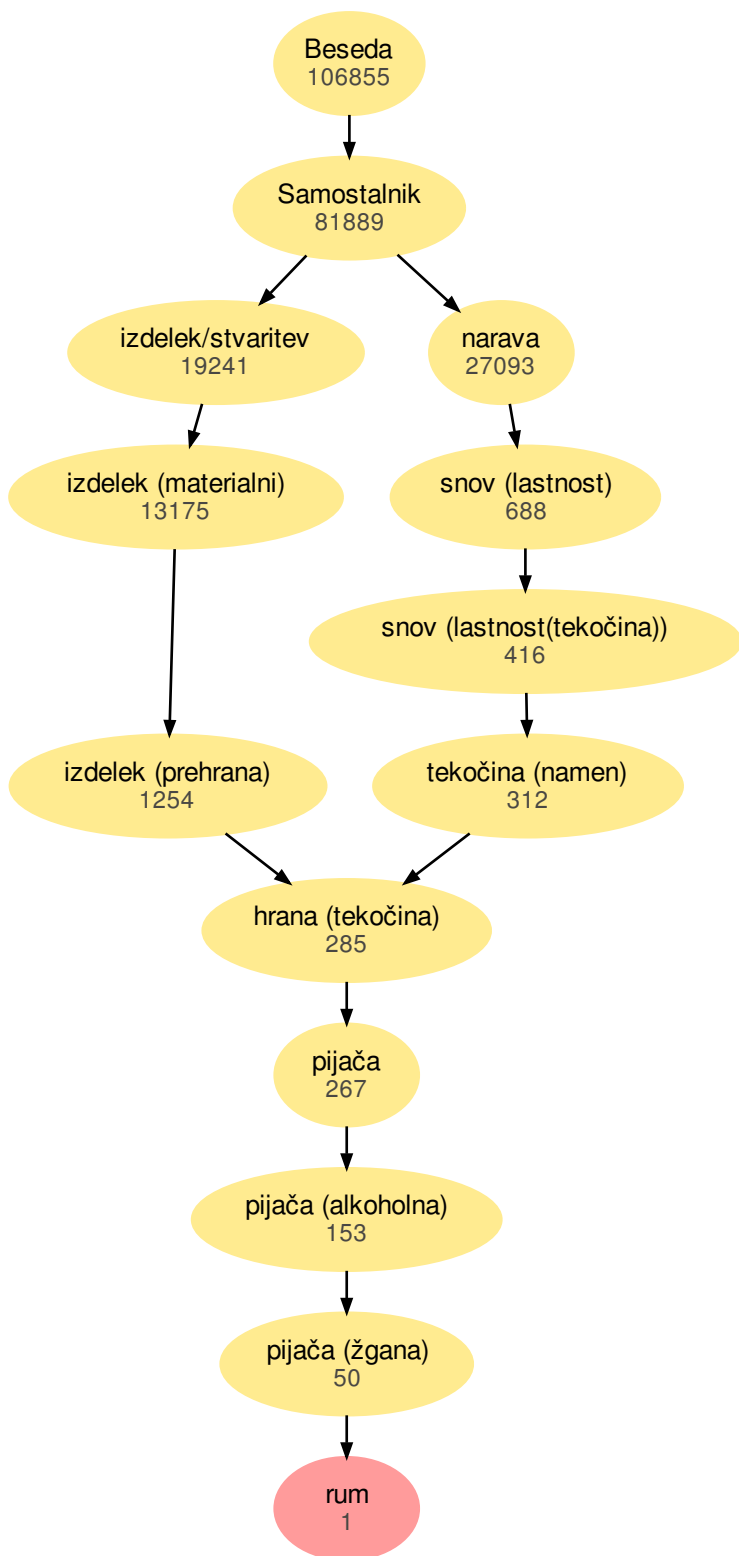 Beseda
106855
Samostalnik
81889
izdelek/stvaritev
19241
narava
27093
izdelek (materialni)
13175
snov (lastnost)
688
snov (lastnost(tekočina))
416
izdelek (prehrana)
1254
tekočina (namen)
312
hrana (tekočina)
285
pijača
267
pijača (alkoholna)
153
pijača (žgana)
50
rum
1